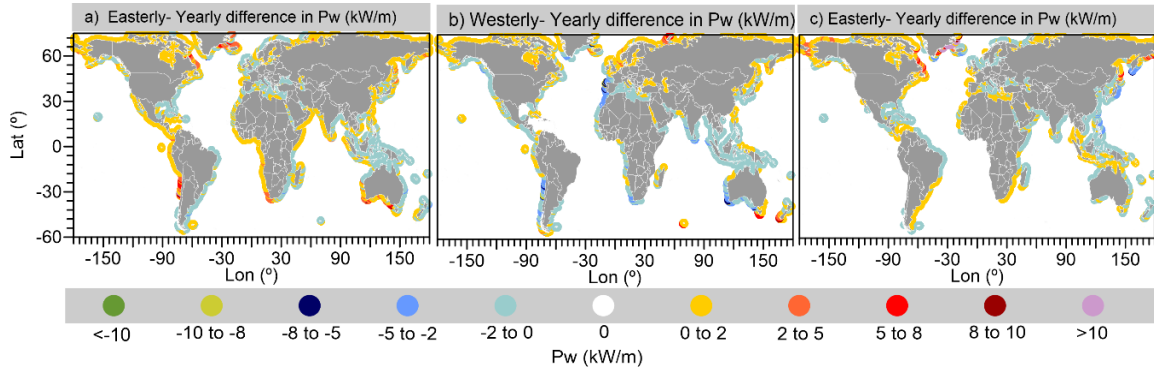 a) Easterly- Yearly difference in Pw (kW/m)
b) Westerly- Yearly difference in Pw (kW/m)
c) Easterly- Yearly difference in Pw (kW/m)
Lat (º)
60
30
0
-30
-60
-150 -90 -30 30 90 150
Lon (º)
-150 -90 -30 30 90 150
Lon (º)
-150 -90 -30 30 90 150
Lon (º)
<-10 -10 to -8 -8 to -5 -5 to -2 -2 to 0 0 0 to 2 2 to 5 5 to 8 8 to 10 >10
Pw (kW/m)